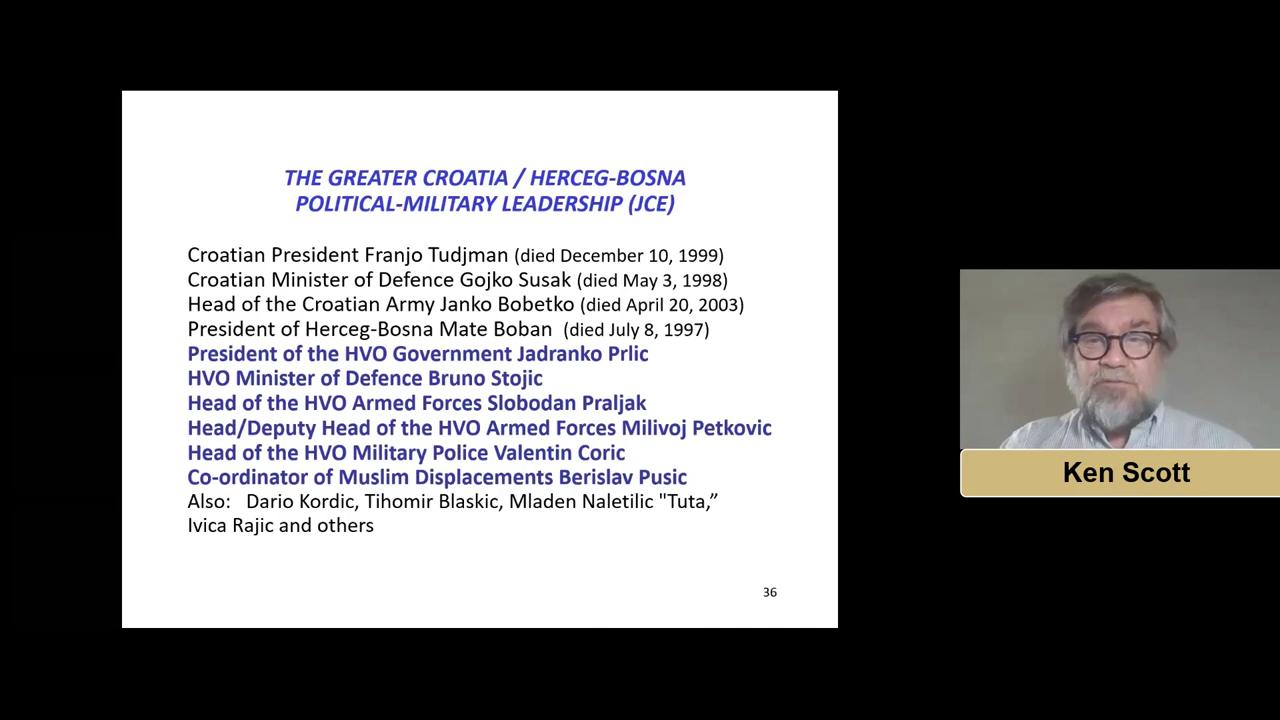 THE GREATER CROATIA / HERCEG-BOSNA
POLITICAL-MILITARY LEADERSHIP (JCE)
Croatian President Franjo Tudjman (died December 10, 1999)
Croatian Minister of Defence Gojko Susak (died May 3, 1998)
Head of the Croatian Army Janko Bobetko (died April 20, 2003)
President of Herceg-Bosna Mate Boban (died July 8, 1997)
President of the HVO Government Jadranko Prlic
HVO Minister of Defence Bruno Stojic
Head of the HVO Armed Forces Slobodan Praljak
Head/Deputy Head of the HVO Armed Forces Milivoj Petkovic
Head of the HVO Military Police Valentin Coric
Co-ordinator of Muslim Displacements Berislav Pusic
Also: Dario Kordic, Tihomir Blaskic, Mladen Naletilic "Tuta,”
Ivica Rajic and others
36
Ken Scott